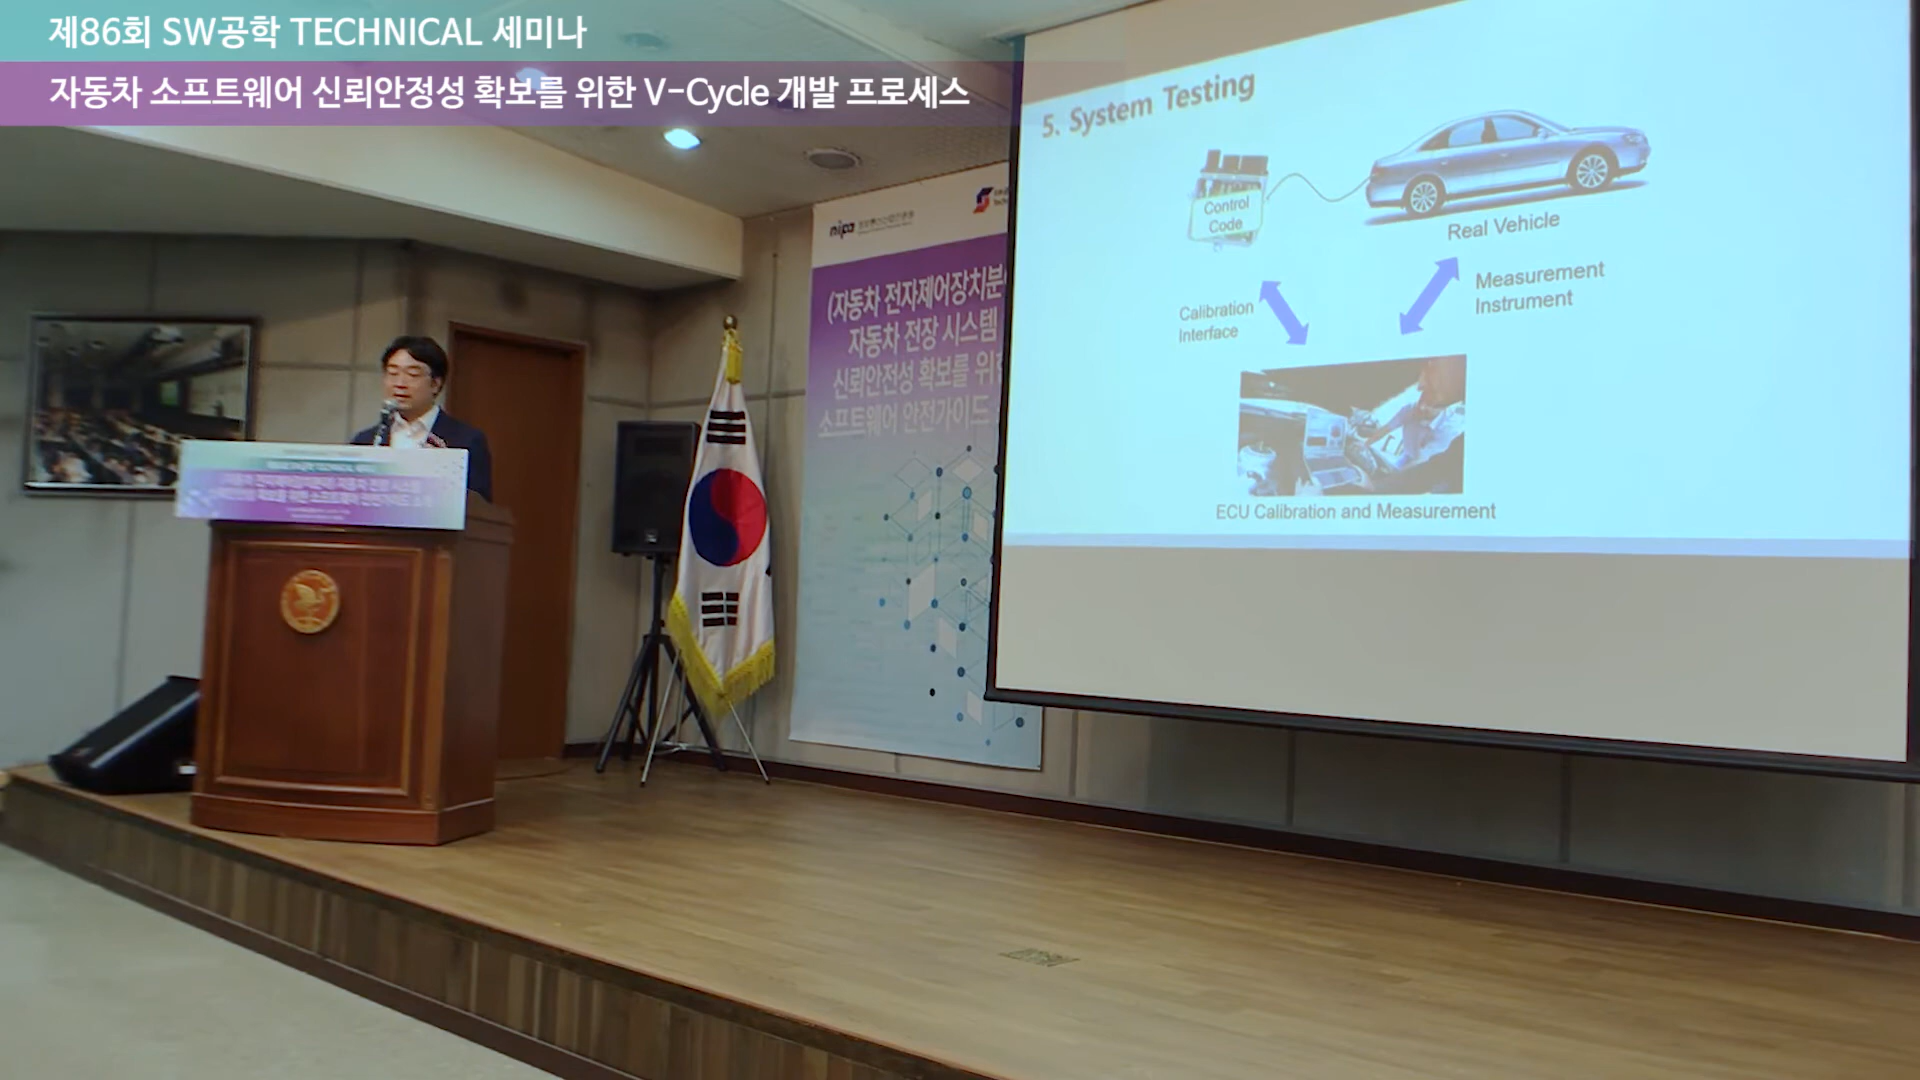 제86회 SW공학 TECHNICAL 세미나
자동차 소프트웨어 신뢰안정성 확보를 위한 V-Cycle 개발 프로세스
5. System Testing
Control
Code
Real Vehicle
Calibration
Interface
Measurement
Instrument
ECU Calibration and Measurement
nipa
(자동차 전자제어장치분
자동차 전장 시스템
신뢰안전성 확보를 위한
소프트웨어 안전가이드